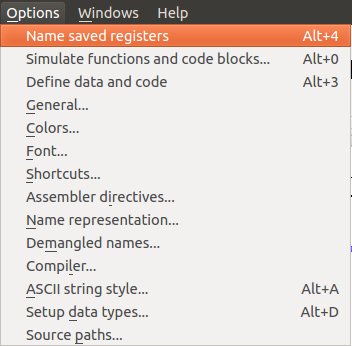 Options Windows Help
Name saved registers Alt+4
Simulate functions and code blocks... Alt+0
Define data and code Alt+3
General...
Colors...
Font...
Shortcuts...
Assembler directives...
Name representation...
Demangled names...
Compiler...
ASCII string style... Alt+A
Setup data types... Alt+D
Source paths...